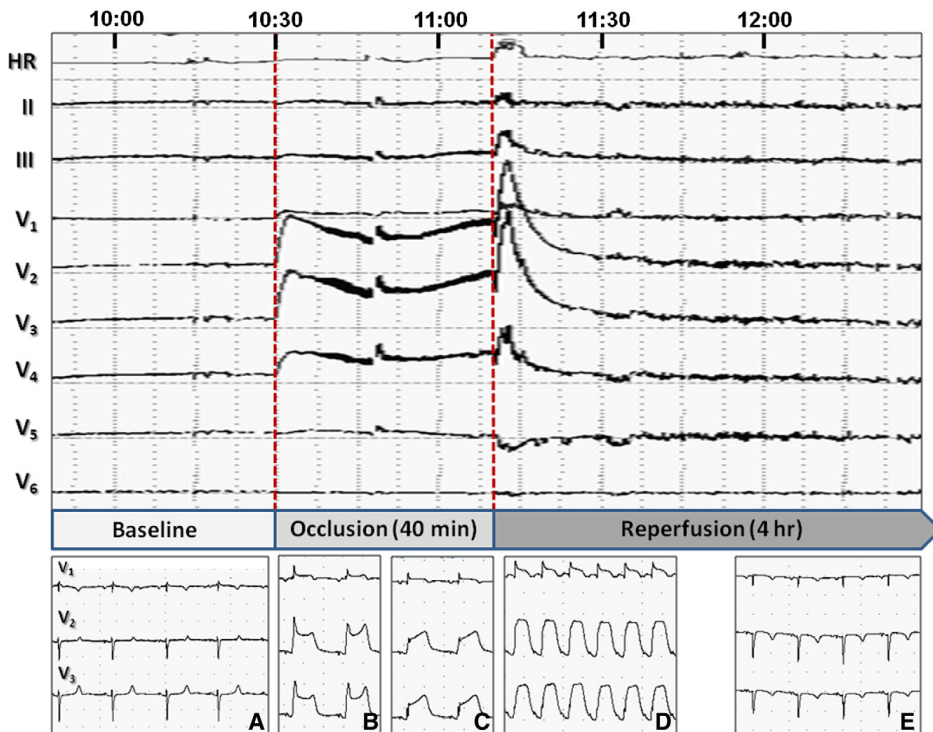 10:00 10:30 11:00 11:30 12:00
HR
II
III
V1
V2
V3
V4
V5
V6
Baseline Occlusion (40 min) Reperfusion (4 hr)
V1
V2
V3
A B C D E